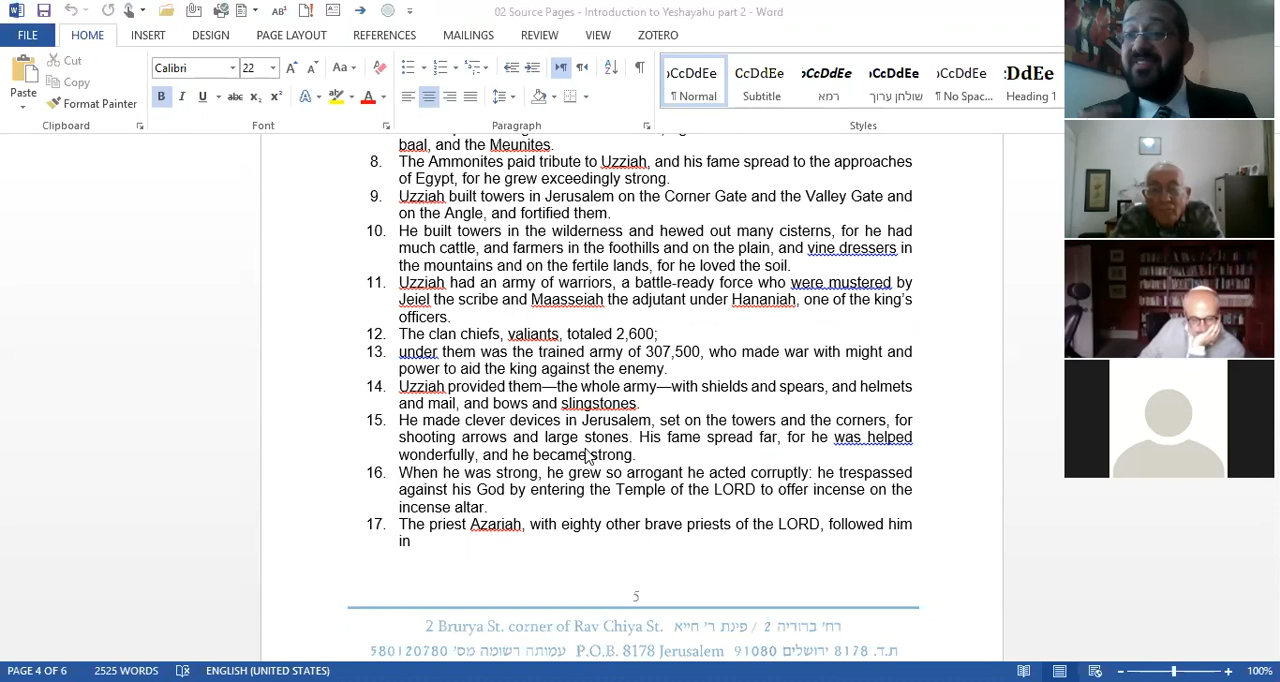 02 Source Pages - Introduction to Yeshayahu part 2 - Word
FILE HOME INSERT DESIGN PAGE LAYOUT REFERENCES MAILINGS REVIEW VIEW ZOTERO
Paste
Cut
Copy
Format Painter
Calibri 22
Clipboard Font Paragraph Styles
AaBbCcDdEe
¶ Normal Subtitle רמא שולחן ערוך ¶ No Spac... Heading 1
baal, and the Meunites.
8. The Ammonites paid tribute to Uzziah, and his fame spread to the approaches
of Egypt, for he grew exceedingly strong.
9. Uzziah built towers in Jerusalem on the Corner Gate and the Valley Gate and
on the Angle, and fortified them.
10. He built towers in the wilderness and hewed out many cisterns, for he had
much cattle, and farmers in the foothills and on the plain, and vine dressers in
the mountains and on the fertile lands, for he loved the soil.
11. Uzziah had an army of warriors, a battle-ready force who were mustered by
Jeiel the scribe and Maasseiah the adjutant under Hananiah, one of the king's
officers.
12. The clan chiefs, valiants, totaled 2,600;
13. under them was the trained army of 307,500, who made war with might and
power to aid the king against the enemy.
14. Uzziah provided them—the whole army—with shields and spears, and helmets
and mail, and bows and slingstones.
15. He made clever devices in Jerusalem, set on the towers and the corners, for
shooting arrows and large stones. His fame spread far, for he was helped
wonderfully, and he became strong.
16. When he was strong, he grew so arrogant he acted corruptly: he trespassed
against his God by entering the Temple of the LORD to offer incense on the
incense altar.
17. The priest Azariah, with eighty other brave priests of the LORD, followed him
in
5
2 Brurya St. corner of Rav Chiya St. רח' ברוריה 2 / פינת ר' חייא
עמותה רשומה מס' 580120780 P.O.B. 8178 Jerusalem ת.ד. 8178 ירושלים 91080
PAGE 4 OF 6 2525 WORDS ENGLISH (UNITED STATES) 100%